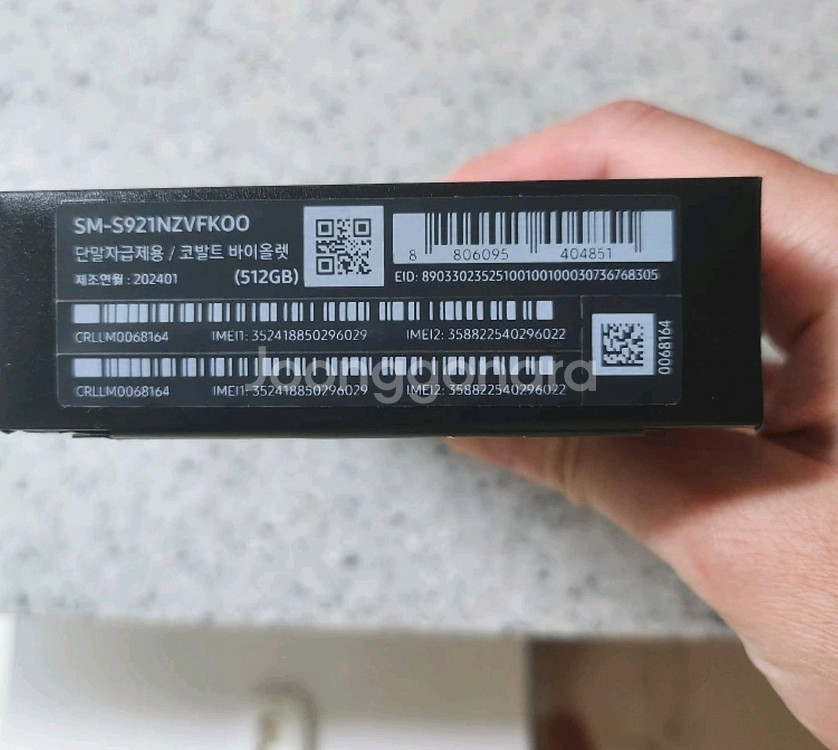 SM-S921NZVFKOO
단말자급제용 / 코발트 바이올렛
제조연월 : 202401 (512GB)
8 806095 404851
EID: 89033023525100100100030736768305
CRLLM0068164 IMEI1: 352418850296029 IMEI2: 358822540296022
CRLLM0068164 IMEI1: 352418850296029 IMEI2: 358822540296022
0068164
Joonggonara